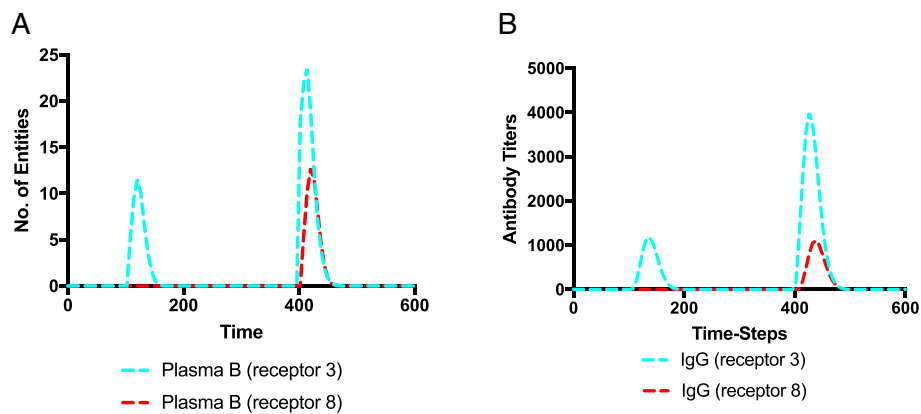 A
No. of Entities
25
20
15
10
5
0
0 200 400 600
Time
Plasma B (receptor 3)
Plasma B (receptor 8)
B
Antibody Titers
5000
4000
3000
2000
1000
0
0 200 400 600
Time-Steps
IgG (receptor 3)
IgG (receptor 8)